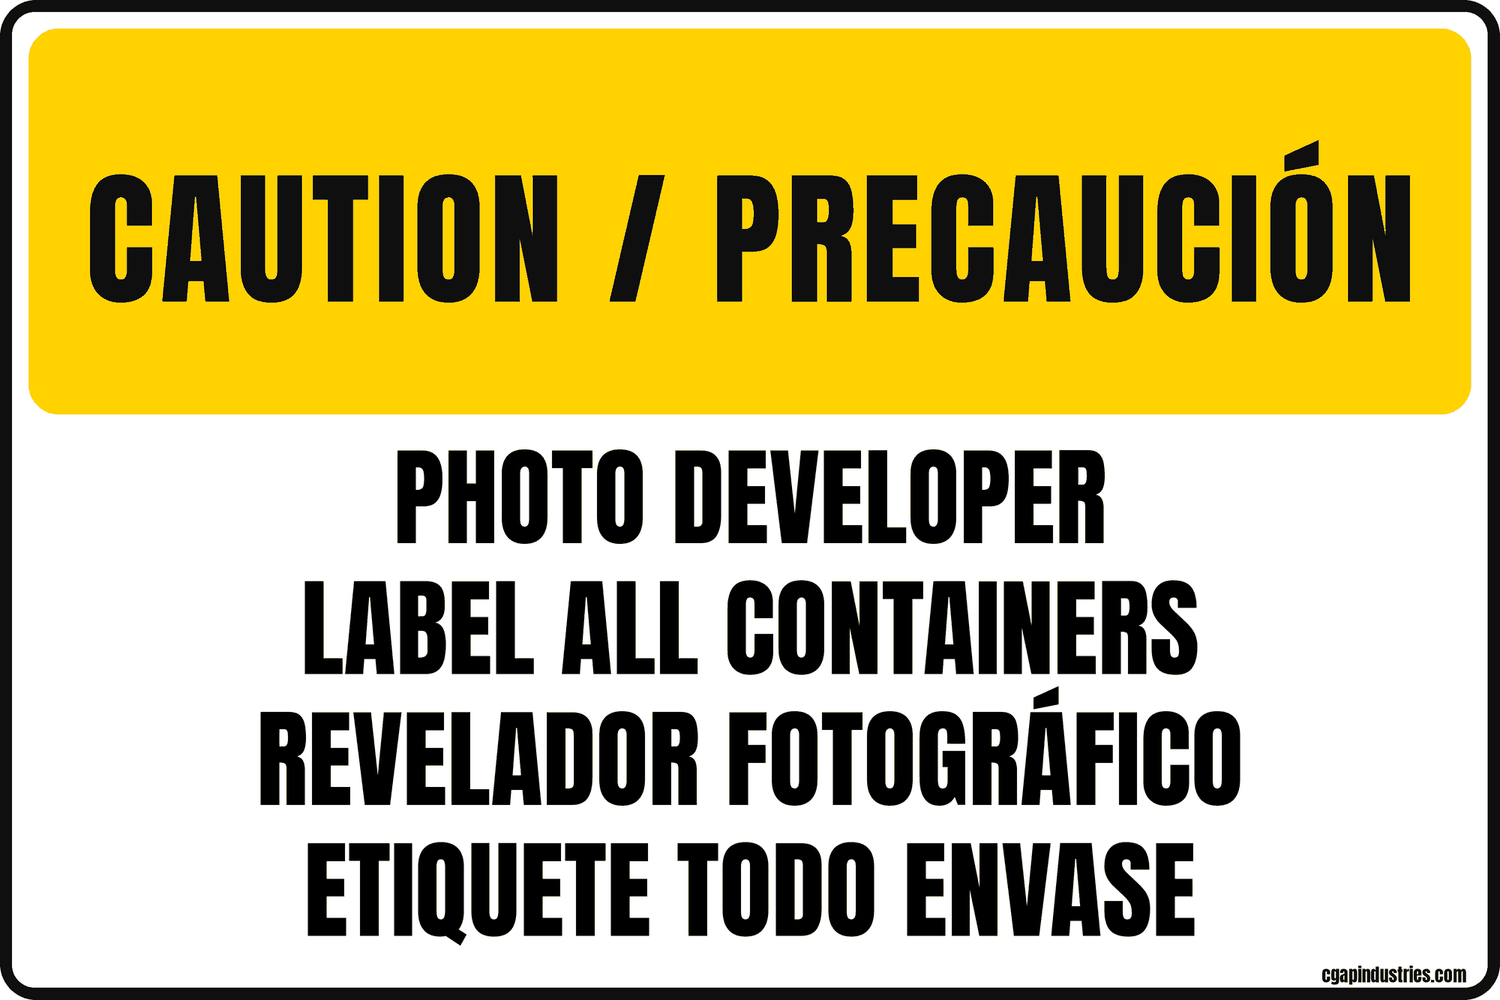 CAUTION / PRECAUCIÓN
PHOTO DEVELOPER
LABEL ALL CONTAINERS
REVELADOR FOTOGRÁFICO
ETIQUETE TODO ENVASE
cgapindustries.com